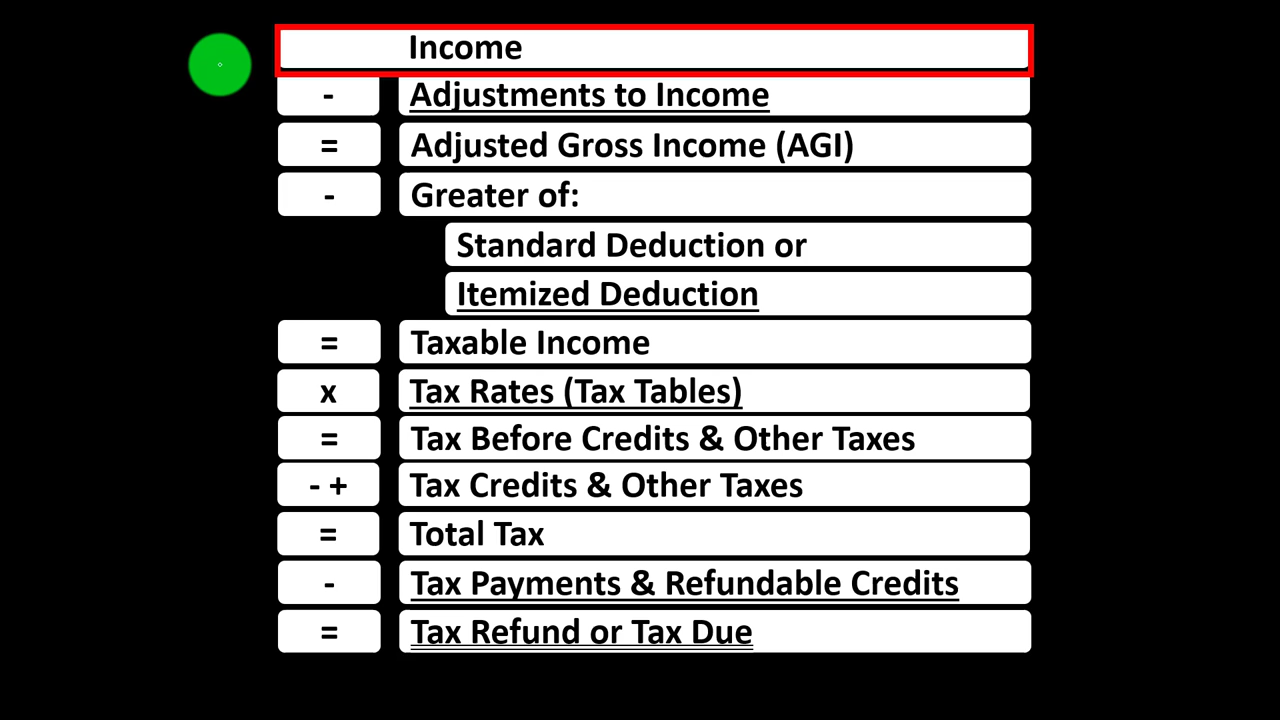 Income
- Adjustments to Income
= Adjusted Gross Income (AGI)
- Greater of:
Standard Deduction or
Itemized Deduction
= Taxable Income
x Tax Rates (Tax Tables)
= Tax Before Credits & Other Taxes
- + Tax Credits & Other Taxes
= Total Tax
- Tax Payments & Refundable Credits
= Tax Refund or Tax Due